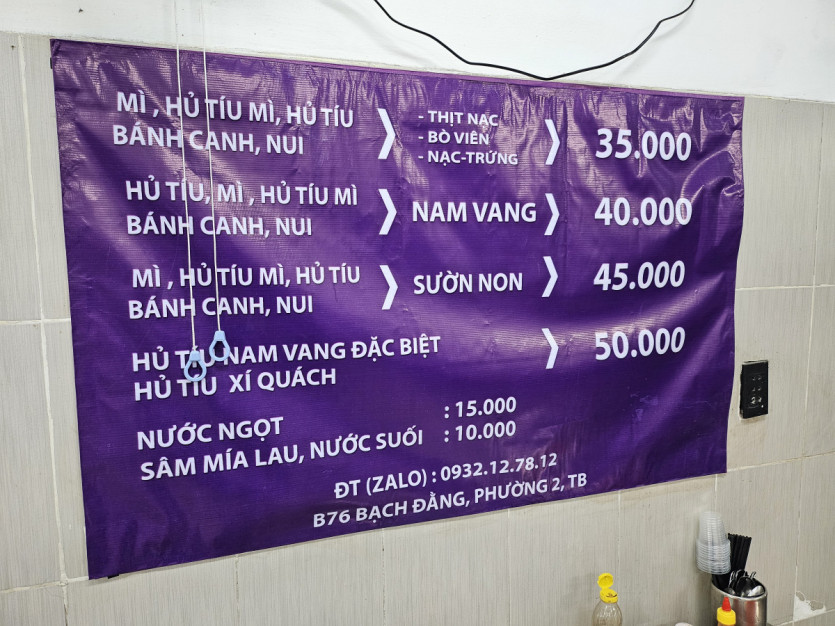 MÌ , HỦ TÍU MÌ, HỦ TÍU
BÁNH CANH, NUI
- THỊT NẠC
- BÒ VIÊN
- NẠC-TRỨNG
35.000
HỦ TÍU, MÌ , HỦ TÍU MÌ
BÁNH CANH, NUI
NAM VANG
40.000
MÌ , HỦ TÍU MÌ, HỦ TÍU
BÁNH CANH, NUI
SƯỜN NON
45.000
HỦ TÍU NAM VANG ĐẶC BIỆT
HỦ TÍU XÍ QUÁCH
50.000
NƯỚC NGỌT : 15.000
SÂM MÍA LAU, NƯỚC SUỐI : 10.000
ĐT (ZALO) : 0932.12.78.12
B76 BẠCH ĐẰNG, PHƯỜNG 2, TB